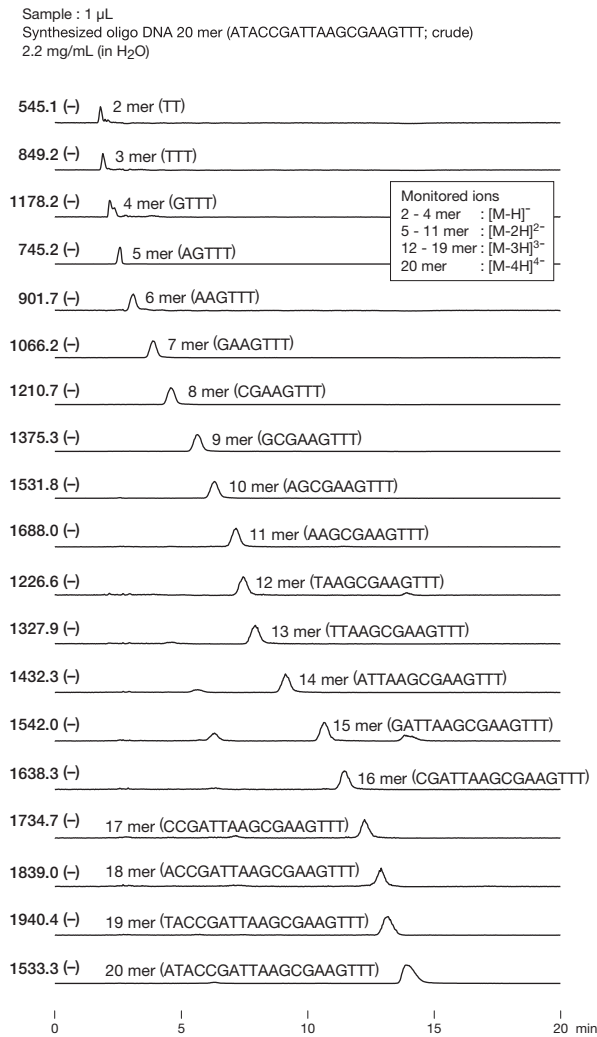 Sample : 1 µL
Synthesized oligo DNA 20 mer (ATACCGATTAAGCGAAGTTT; crude)
2.2 mg/mL (in H₂O)
545.1 (–) 2 mer (TT)
849.2 (–) 3 mer (TTT)
1178.2 (–) 4 mer (GTTT)
Monitored ions
2 - 4 mer : [M-H]⁻
5 - 11 mer : [M-2H]²⁻
12 - 19 mer : [M-3H]³⁻
20 mer : [M-4H]⁴⁻
745.2 (–) 5 mer (AGTTT)
901.7 (–) 6 mer (AAGTTT)
1066.2 (–) 7 mer (GAAGTTT)
1210.7 (–) 8 mer (CGAAGTTT)
1375.3 (–) 9 mer (GCGAAGTTT)
1531.8 (–) 10 mer (AGCGAAGTTT)
1688.0 (–) 11 mer (AAGCGAAGTTT)
1226.6 (–) 12 mer (TAAGCGAAGTTT)
1327.9 (–) 13 mer (TTAAGCGAAGTTT)
1432.3 (–) 14 mer (ATTAAGCGAAGTTT)
1542.0 (–) 15 mer (GATTAAGCGAAGTTT)
1638.3 (–) 16 mer (CGATTAAGCGAAGTTT)
1734.7 (–) 17 mer (CCGATTAAGCGAAGTTT)
1839.0 (–) 18 mer (ACCGATTAAGCGAAGTTT)
1940.4 (–) 19 mer (TACCGATTAAGCGAAGTTT)
1533.3 (–) 20 mer (ATACCGATTAAGCGAAGTTT)
0 5 10 15 20 min